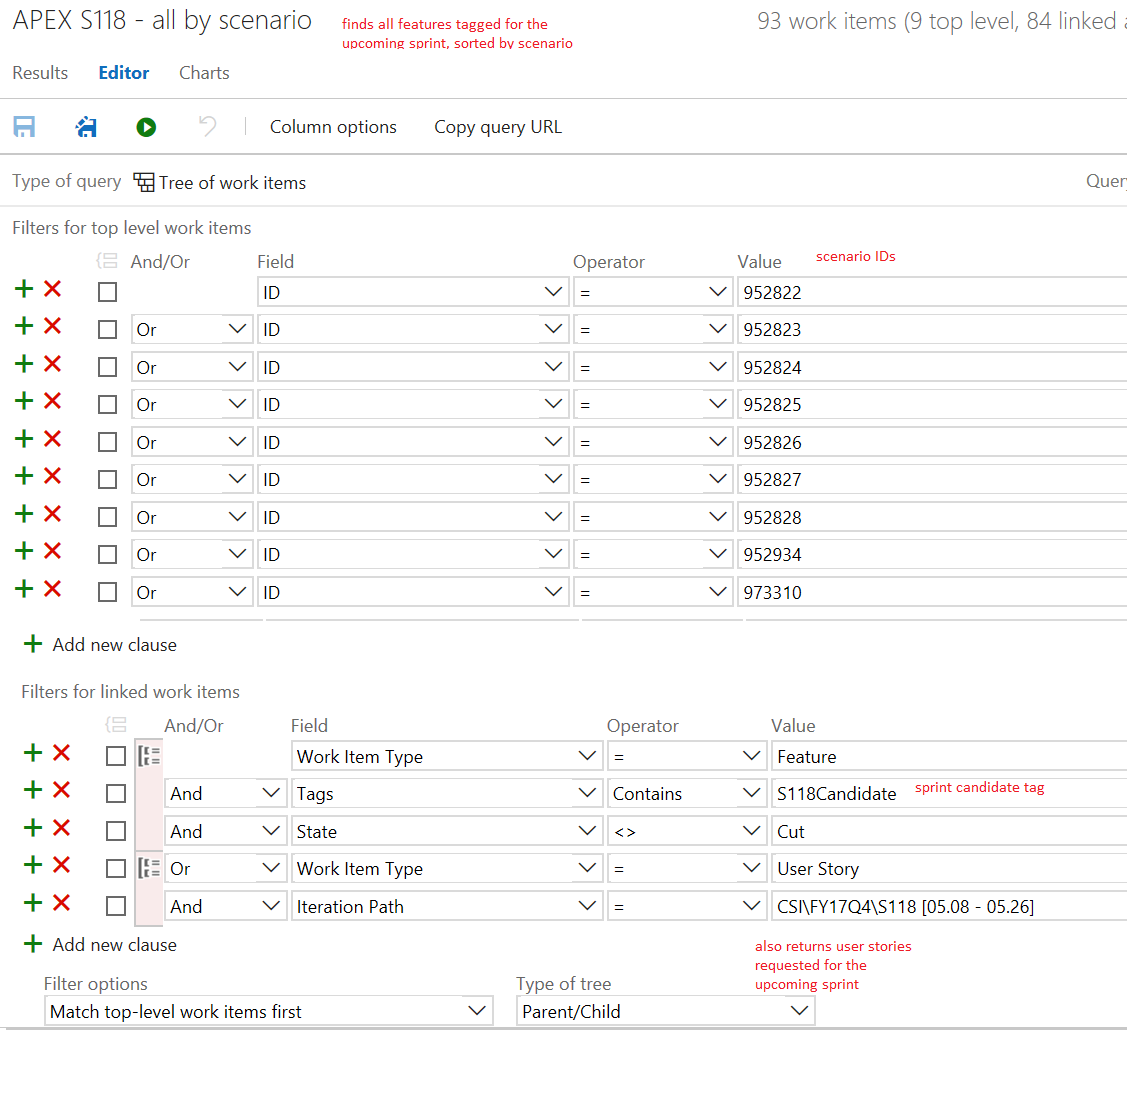 APEX S118 - all by scenario
finds all features tagged for the
upcoming sprint, sorted by scenario
93 work items (9 top level, 84 linked
Results Editor Charts
Column options Copy query URL
Type of query Tree of work items
Filters for top level work items
And/Or Field Operator Value scenario IDs
ID = 952822
Or ID = 952823
Or ID = 952824
Or ID = 952825
Or ID = 952826
Or ID = 952827
Or ID = 952828
Or ID = 952934
Or ID = 973310
Add new clause
Filters for linked work items
And/Or Field Operator Value
Work Item Type = Feature
And Tags Contains S118Candidate sprint candidate tag
And State <> Cut
Or Work Item Type = User Story
And Iteration Path = CSI\FY17Q4\S118 [05.08 - 05.26]
Add new clause
also returns user stories
requested for the
upcoming sprint
Filter options Type of tree
Match top-level work items first Parent/Child